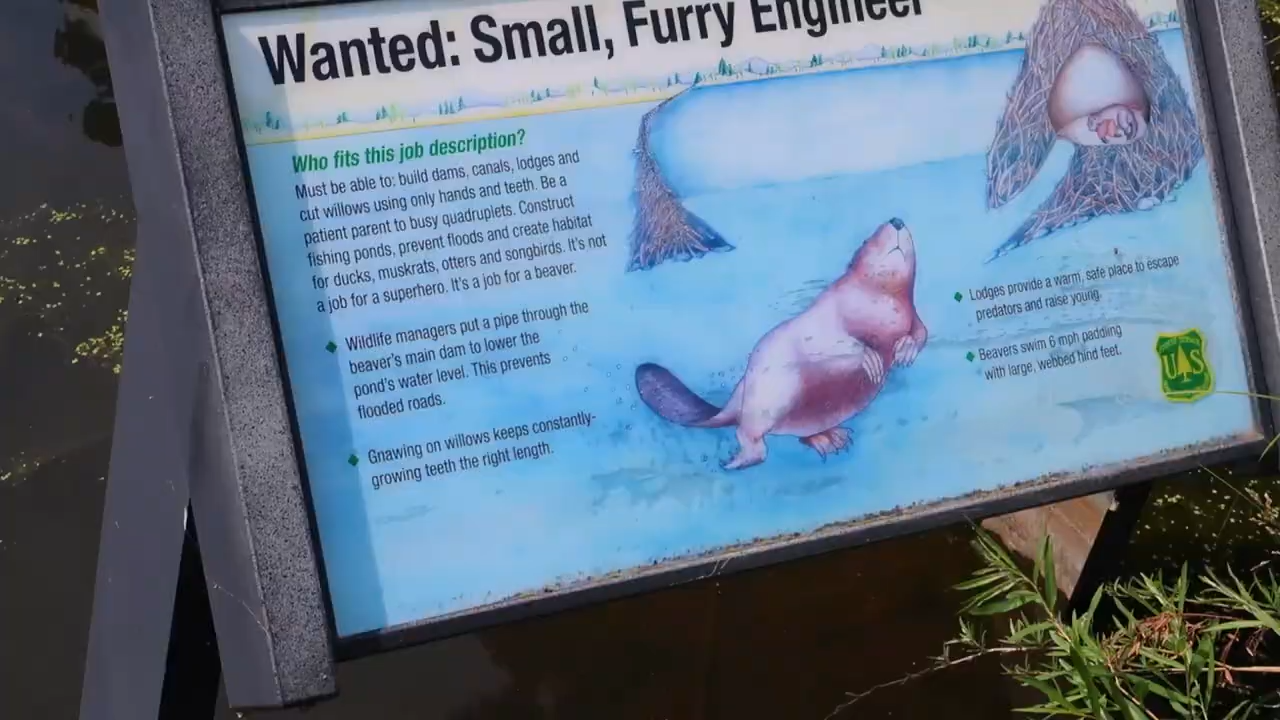 Wanted: Small, Furry Engineer
Who fits this job description?
Must be able to: build dams, canals, lodges and
cut willows using only hands and teeth. Be a
patient parent to busy quadruplets. Construct
fishing ponds, prevent floods and create habitat
for ducks, muskrats, otters and songbirds. It's not
a job for a superhero. It's a job for a beaver.
Wildlife managers put a pipe through the
beaver's main dam to lower the
pond's water level. This prevents
flooded roads.
Gnawing on willows keeps constantly-
growing teeth the right length.
Lodges provide a warm, safe place to escape
predators and raise young.
Beavers swim 6 mph paddling
with large, webbed hind feet.
U S